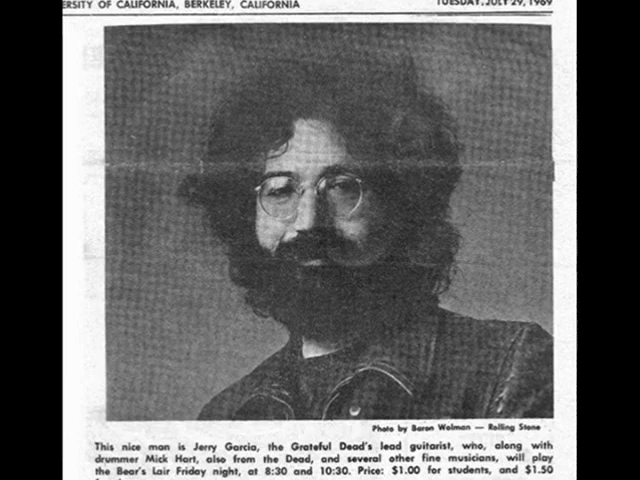 ERSITY OF CALIFORNIA, BERKELEY, CALIFORNIA
TUESDAY, JULY 29, 1969
Photo by Baron Wolman — Rolling Stone
This nice man is Jerry Garcia, the Grateful Dead's lead guitarist, who, along with
drummer Mick Hart, also from the Dead, and several other fine musicians, will play
the Bear's Lair Friday night, at 8:30 and 10:30. Price: $1.00 for students, and $1.50